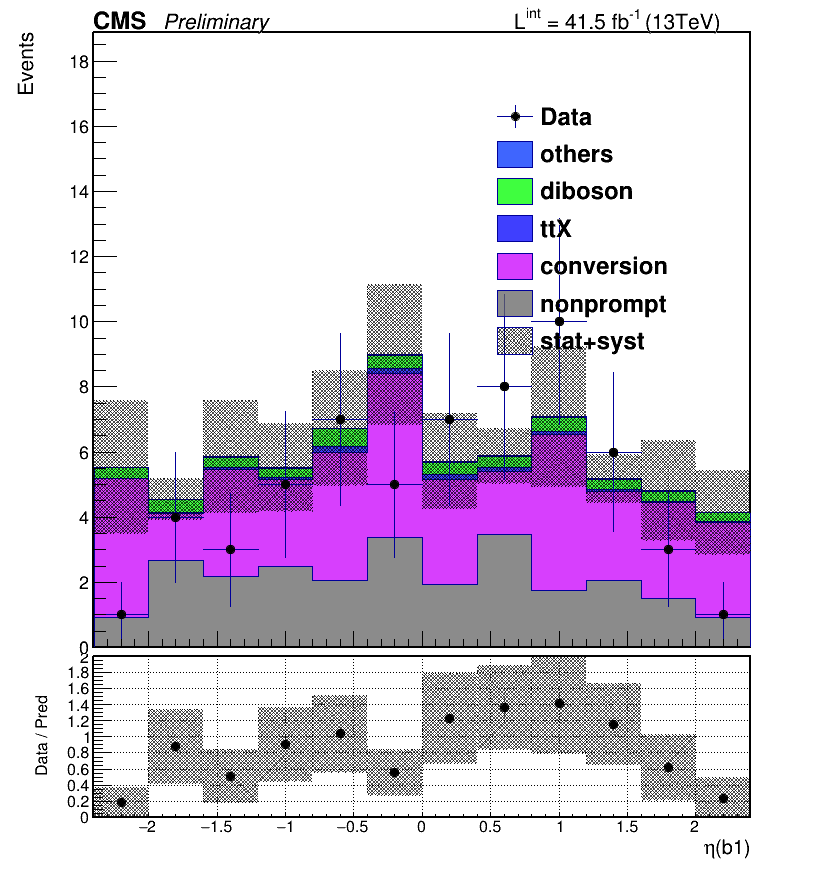 CMS Preliminary L^int = 41.5 fb^-1 (13TeV)
Events
18
16
14
12
10
8
6
4
2
0
Data
others
diboson
ttX
conversion
nonprompt
stat+syst
Data / Pred
2
1.8
1.6
1.4
1.2
1
0.8
0.6
0.4
0.2
0
−2 −1.5 −1 −0.5 0 0.5 1 1.5 2
η(b1)